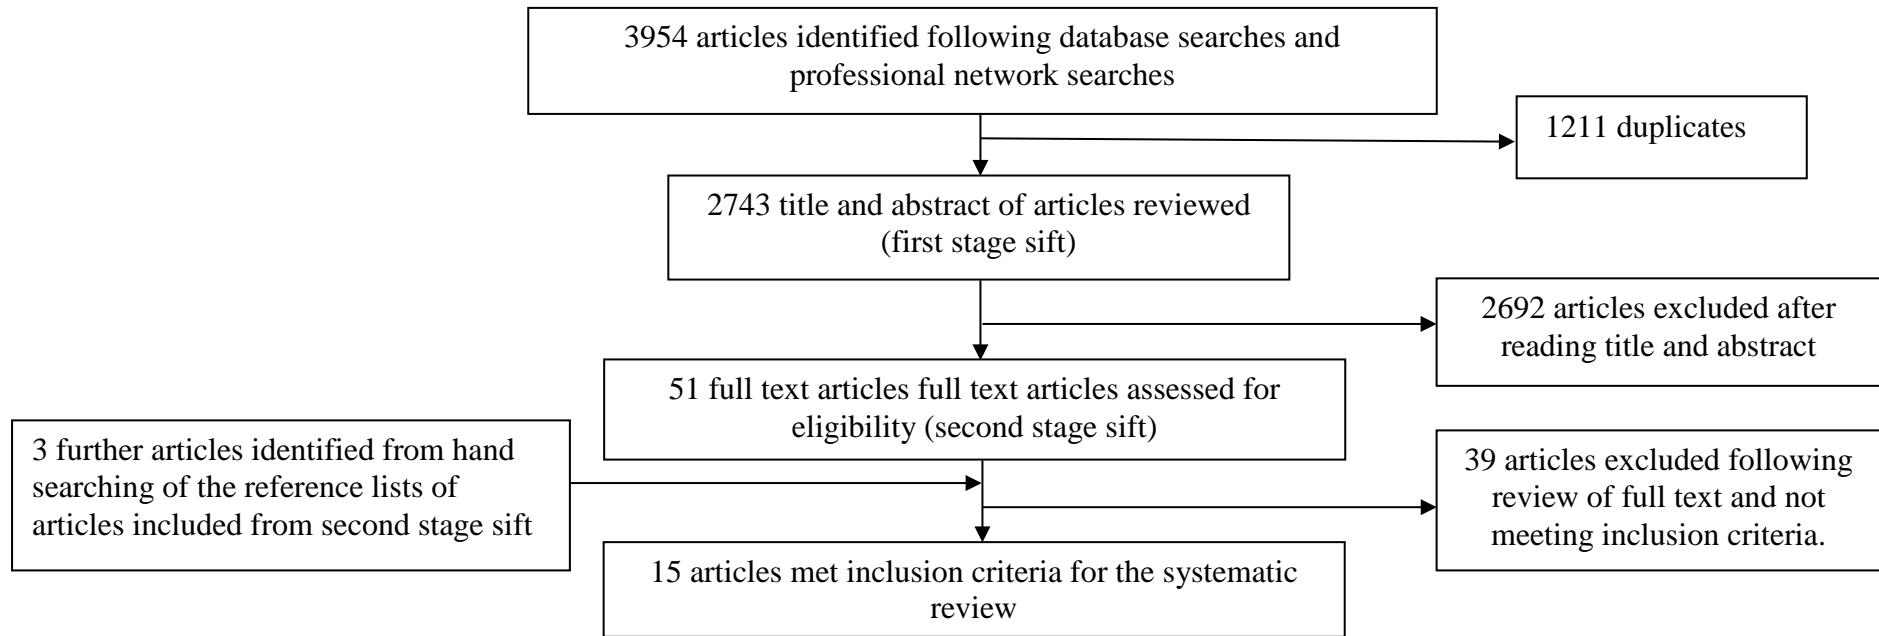 3954 articles identified following database searches and
professional network searches
1211 duplicates
2743 title and abstract of articles reviewed
(first stage sift)
2692 articles excluded after
reading title and abstract
51 full text articles full text articles assessed for
eligibility (second stage sift)
3 further articles identified from hand
searching of the reference lists of
articles included from second stage sift
39 articles excluded following
review of full text and not
meeting inclusion criteria.
15 articles met inclusion criteria for the systematic
review